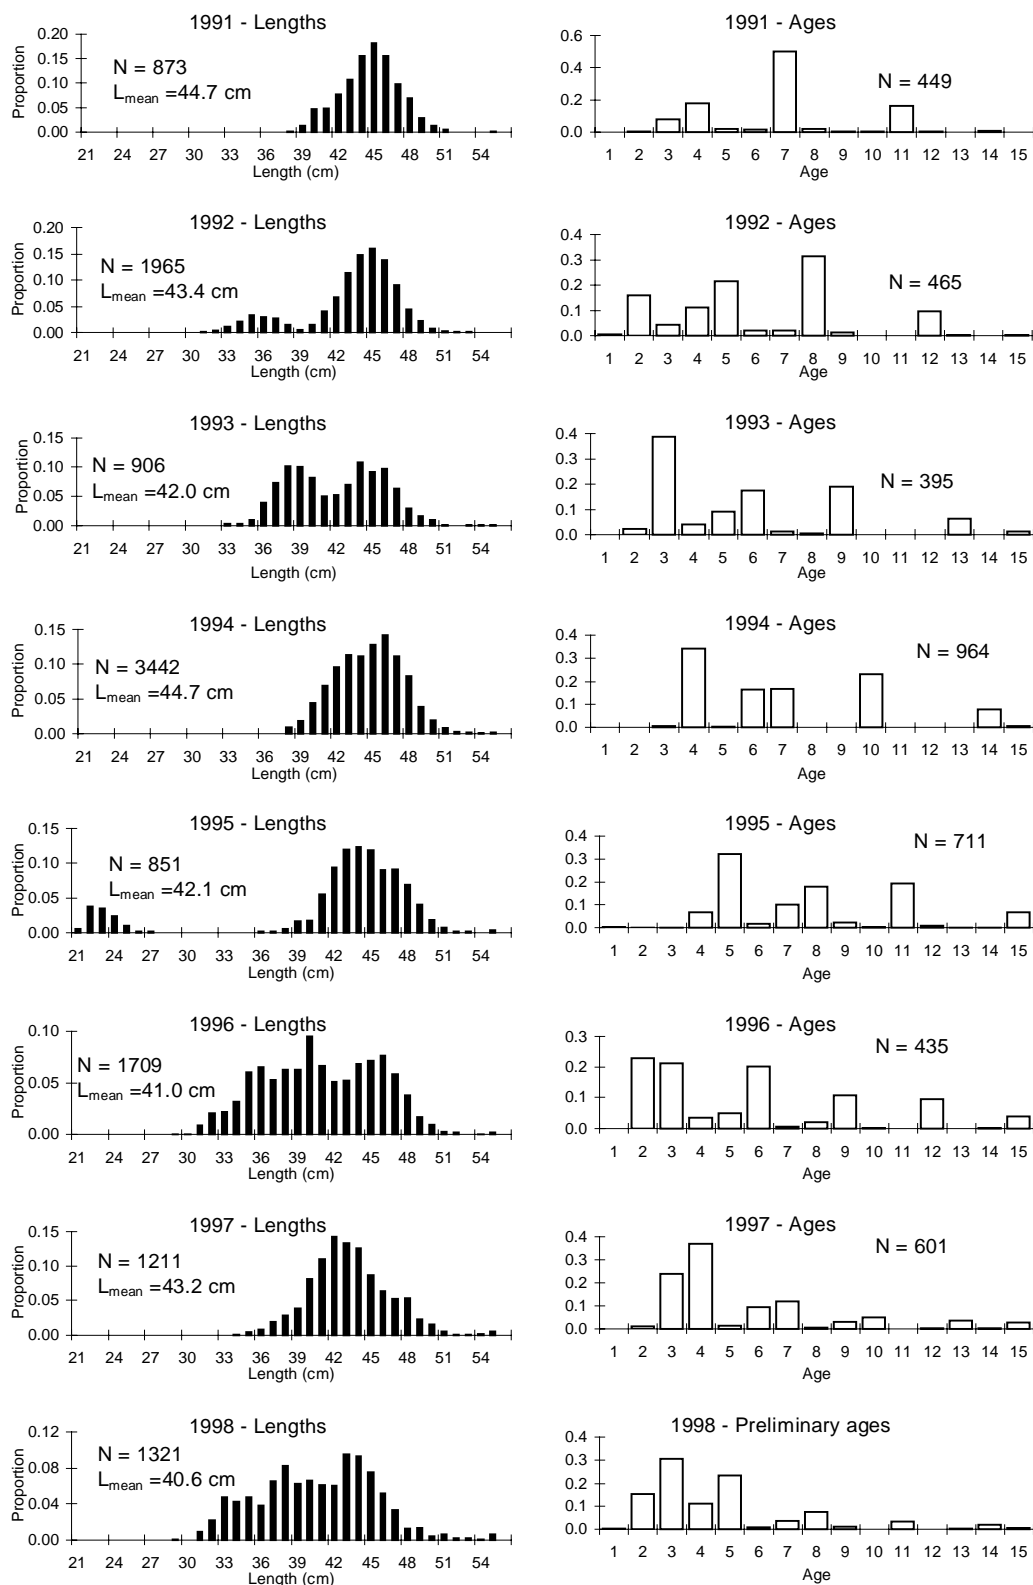 1991 - Lengths
0.20
0.15
0.10
0.05
0.00
Proportion
N = 873
Lmean =44.7 cm
21 24 27 30 33 36 39 42 45 48 51 54
Length (cm)
1991 - Ages
0.6
0.4
0.2
0.0
N = 449
1 2 3 4 5 6 7 8 9 10 11 12 13 14 15
Age
1992 - Lengths
0.20
0.15
0.10
0.05
0.00
Proportion
N = 1965
Lmean =43.4 cm
21 24 27 30 33 36 39 42 45 48 51 54
Length (cm)
1992 - Ages
0.4
0.3
0.2
0.1
0.0
N = 465
1 2 3 4 5 6 7 8 9 10 11 12 13 14 15
Age
1993 - Lengths
0.15
0.10
0.05
0.00
Proportion
N = 906
Lmean =42.0 cm
21 24 27 30 33 36 39 42 45 48 51 54
Length (cm)
1993 - Ages
0.4
0.3
0.2
0.1
0.0
N = 395
1 2 3 4 5 6 7 8 9 10 11 12 13 14 15
Age
1994 - Lengths
0.15
0.10
0.05
0.00
Proportion
N = 3442
Lmean =44.7 cm
21 24 27 30 33 36 39 42 45 48 51 54
Length (cm)
1994 - Ages
0.4
0.3
0.2
0.1
0.0
N = 964
1 2 3 4 5 6 7 8 9 10 11 12 13 14 15
Age
1995 - Lengths
0.15
0.10
0.05
0.00
Proportion
N = 851
Lmean =42.1 cm
21 24 27 30 33 36 39 42 45 48 51 54
Length (cm)
1995 - Ages
0.4
0.3
0.2
0.1
0.0
N = 711
1 2 3 4 5 6 7 8 9 10 11 12 13 14 15
Age
1996 - Lengths
0.10
0.05
0.00
Proportion
N = 1709
Lmean =41.0 cm
21 24 27 30 33 36 39 42 45 48 51 54
Length (cm)
1996 - Ages
0.3
0.2
0.1
0.0
N = 435
1 2 3 4 5 6 7 8 9 10 11 12 13 14 15
Age
1997 - Lengths
0.15
0.10
0.05
0.00
Proportion
N = 1211
Lmean =43.2 cm
21 24 27 30 33 36 39 42 45 48 51 54
Length (cm)
1997 - Ages
0.4
0.3
0.2
0.1
0.0
N = 601
1 2 3 4 5 6 7 8 9 10 11 12 13 14 15
Age
1998 - Lengths
0.12
0.08
0.04
0.00
Proportion
N = 1321
Lmean =40.6 cm
21 24 27 30 33 36 39 42 45 48 51 54
Length (cm)
1998 - Preliminary ages
0.4
0.3
0.2
0.1
0.0
1 2 3 4 5 6 7 8 9 10 11 12 13 14 15
Age